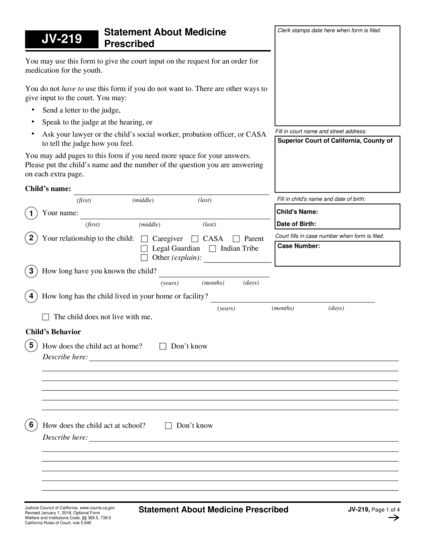 JV-219
Statement About Medicine
Prescribed
Clerk stamps date here when form is filed.
You may use this form to give the court input on the request for an order for
medication for the youth.
You do not have to use this form if you do not want to. There are other ways to
give input to the court. You may:
• Send a letter to the judge,
• Speak to the judge at the hearing, or
• Ask your lawyer or the child's social worker, probation officer, or CASA
to tell the judge how you feel.
You may add pages to this form if you need more space for your answers.
Please put the child's name and the number of the question you are answering
on each extra page.
Fill in court name and street address:
Superior Court of California, County of
Fill in child's name and date of birth:
Child's Name:
Date of Birth:
Court fills in case number when form is filed.
Case Number:
Child's name:
(first) (middle) (last)
1 Your name:
(first) (middle) (last)
2 Your relationship to the child: Caregiver CASA Parent
Legal Guardian Indian Tribe
Other (explain):
3 How long have you known the child?
(years) (months) (days)
4 How long has the child lived in your home or facility?
(years) (months) (days)
The child does not live with me.
Child's Behavior
5 How does the child act at home? Don't know
Describe here:
6 How does the child act at school? Don't know
Describe here:
Judicial Council of California, www.courts.ca.gov
Revised January 1, 2018, Optional Form
Welfare and Institutions Code, §§ 369.5, 739.5
California Rules of Court, rule 5.640
Statement About Medicine Prescribed
JV-219, Page 1 of 4